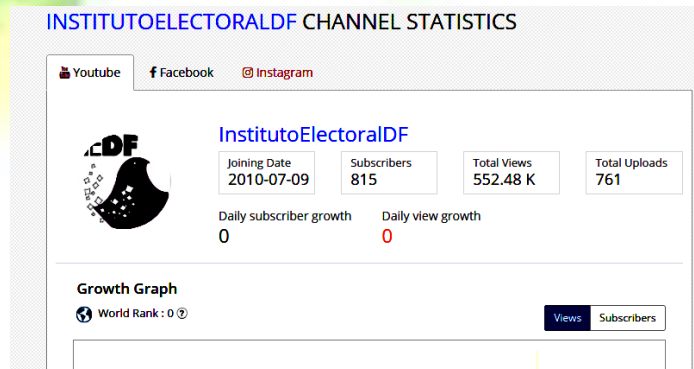 INSTITUTOELECTORALDF CHANNEL STATISTICS
Youtube Facebook Instagram
InstitutoElectoralDF
Joining Date Subscribers Total Views Total Uploads
2010-07-09 815 552.48 K 761
Daily subscriber growth Daily view growth
0 0
Growth Graph
World Rank : 0
Views Subscribers